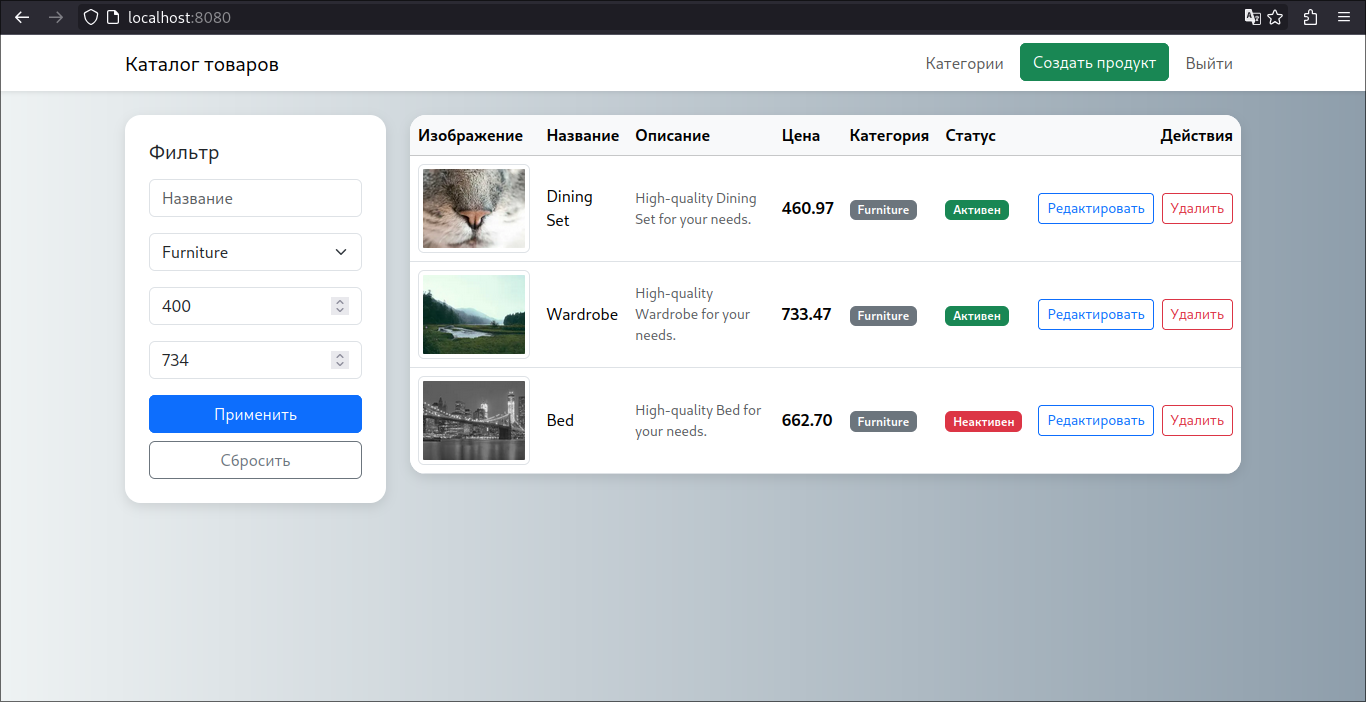 localhost:8080
Каталог товаров
Категории
Создать продукт
Выйти
Фильтр
Название
Furniture
400
734
Применить
Сбросить
Изображение Название Описание Цена Категория Статус Действия
Dining
Set
High-quality Dining
Set for your needs.
460.97
Furniture
Активен
Редактировать
Удалить
Wardrobe
High-quality
Wardrobe for your
needs.
733.47
Furniture
Активен
Редактировать
Удалить
Bed
High-quality Bed for
your needs.
662.70
Furniture
Неактивен
Редактировать
Удалить